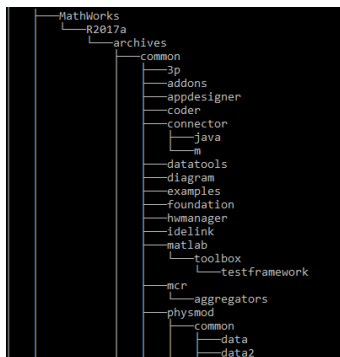 MathWorks
R2017a
archives
common
3p
addons
appdesigner
coder
connector
java
m
datatools
diagram
examples
foundation
hwmanager
idelink
matlab
toolbox
testframework
mcr
aggregators
physmod
common
data
data2